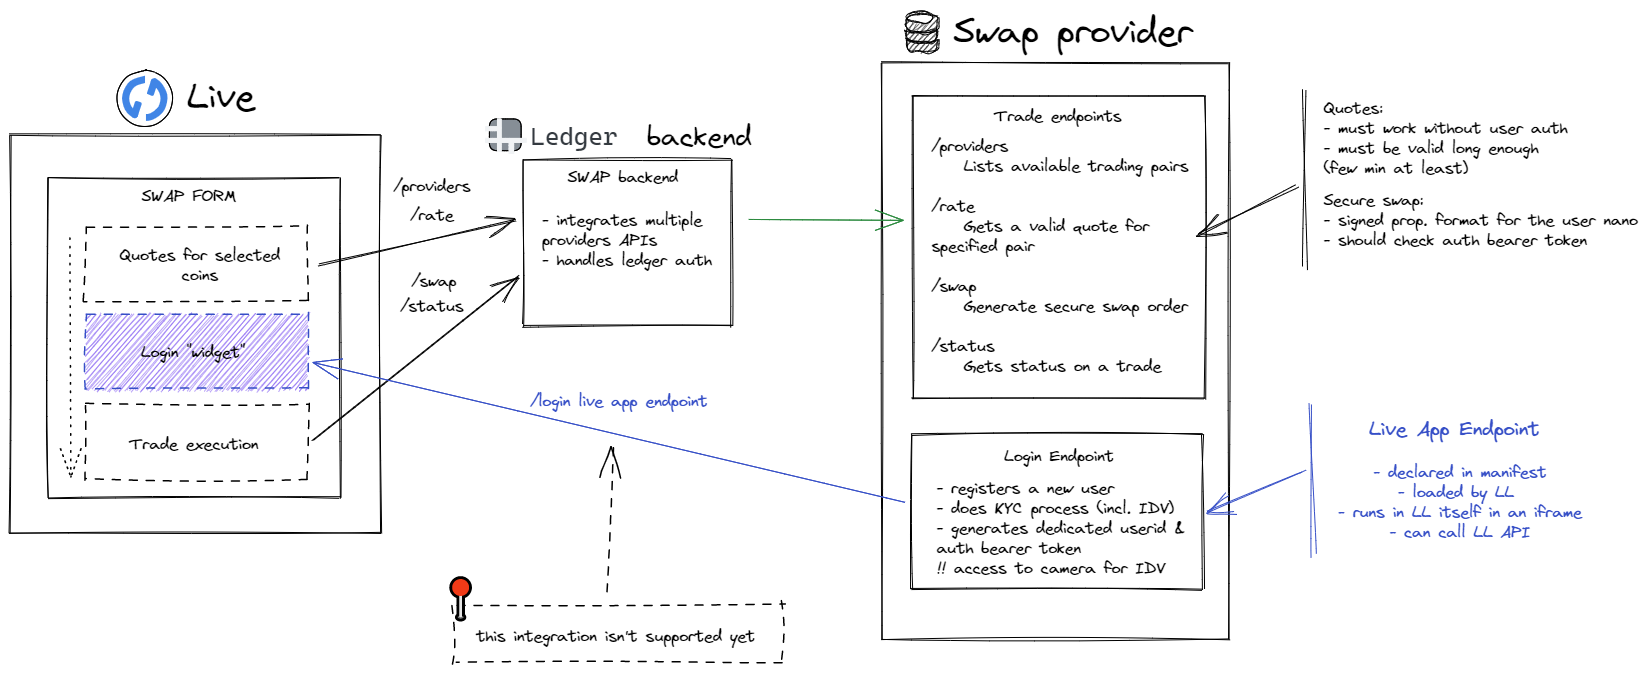 Live
SWAP FORM
Quotes for selected
coins
Login "widget"
Trade execution
/providers
/rate
/swap
/status
Ledger backend
SWAP backend
- integrates multiple
providers APIs
- handles ledger auth
/login live app endpoint
this integration isn't supported yet
Swap provider
Trade endpoints
/providers
Lists available trading pairs
/rate
Gets a valid quote for
specified pair
/swap
Generate secure swap order
/status
Gets status on a trade
Login Endpoint
- registers a new user
- does KYC process (incl. IDV)
- generates dedicated userid &
auth bearer token
!! access to camera for IDV
Quotes:
- must work without user auth
- must be valid long enough
(few min at least)
Secure swap:
- signed prop. format for the user nano
- should check auth bearer token
Live App Endpoint
- declared in manifest
- loaded by LL
- runs in LL itself in an iframe
- can call LL API